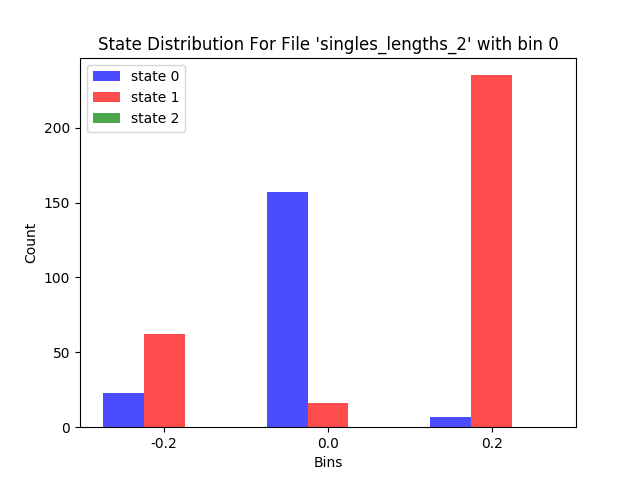 State Distribution For File 'singles_lengths_2' with bin 0
state 0
state 1
state 2
Count
200
150
100
50
0
-0.2
0.0
0.2
Bins